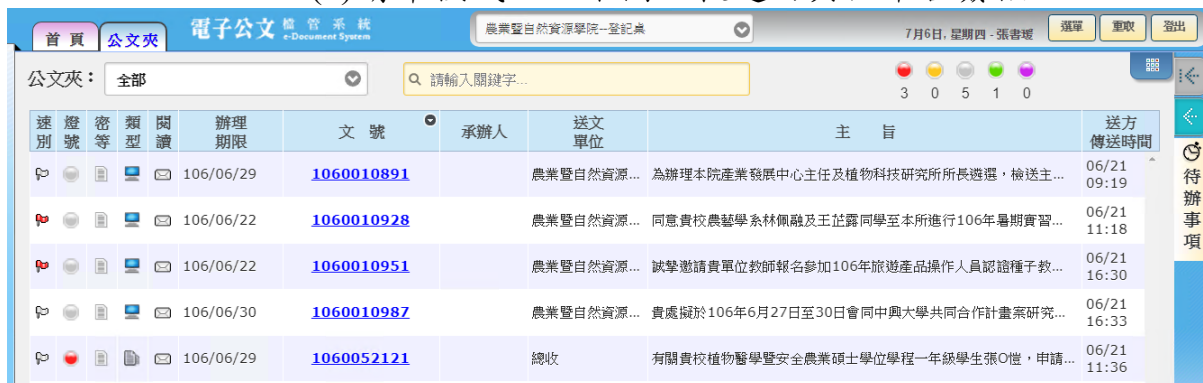 首 頁
公文夾
電子公文 檔 管 系 統
e-Document System
農業暨自然資源學院--登記桌
7月6日, 星期四 - 張書瑗
選單
重取
登出
公文夾：
全部
請輸入關鍵字...
3 0 5 1 0
速別 燈號 密等 類型 閱讀 辦理期限 文 號 承辦人 送文單位 主 旨 送方傳送時間
106/06/29 1060010891 農業暨自然資源... 為辦理本院產業發展中心主任及植物科技研究所所長遴選，檢送主... 06/21 09:19
106/06/22 1060010928 農業暨自然資源... 同意貴校農藝學系林佩融及王芷露同學至本所進行106年暑期實習... 06/21 11:18
106/06/22 1060010951 農業暨自然資源... 誠摯邀請貴單位教師報名參加106年旅遊產品操作人員認證種子教... 06/21 16:30
106/06/30 1060010987 農業暨自然資源... 貴處擬於106年6月27日至30日會同中興大學共同合作計畫案研究... 06/21 16:33
106/06/29 1060052121 總收 有關貴校植物醫學暨安全農業碩士學位學程一年級學生張O愷，申請... 06/21 11:36
待辦事項